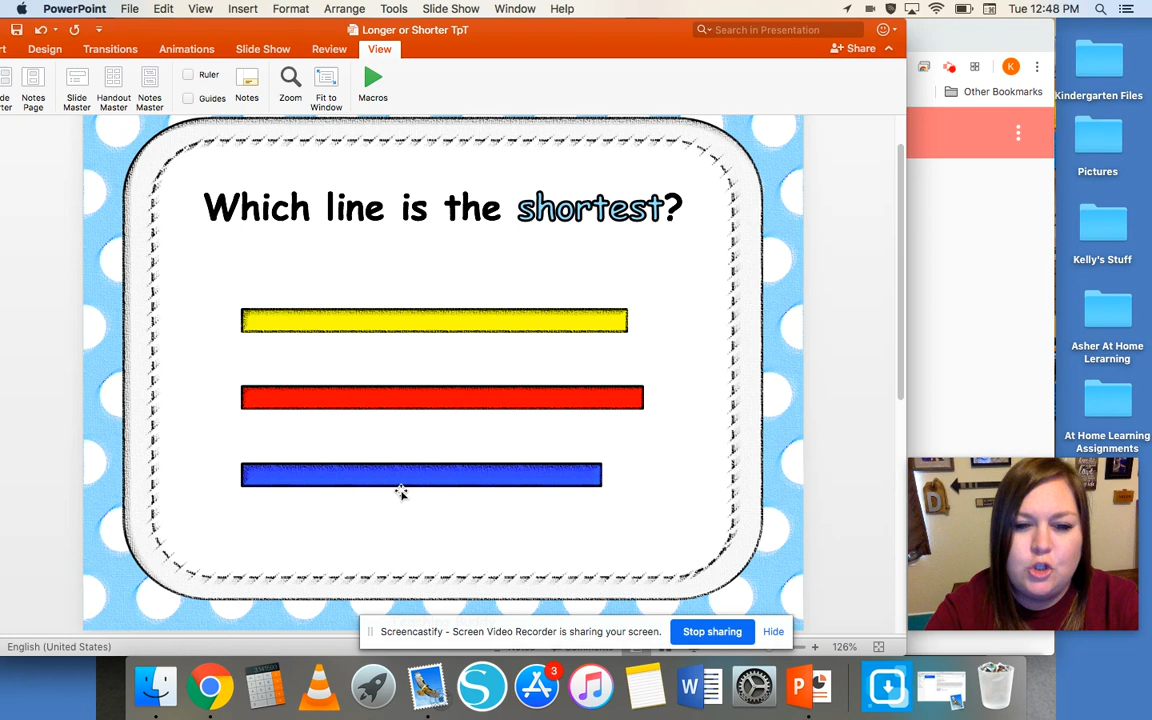 PowerPoint File Edit View Insert Format Arrange Tools Slide Show Window Help Tue 12:48 PM
Longer or Shorter TpT
Search in Presentation
Design Transitions Animations Slide Show Review View
Share
Other Bookmarks
Notes Page
Slide Master
Handout Master
Notes Master
Ruler
Guides
Notes
Zoom
Fit to Window
Macros
Kindergarten Files
Pictures
Kelly's Stuff
Asher At Home Lerarning
At Home Learning Assignments
K
Which line is the shortest?
Screencastify - Screen Video Recorder is sharing your screen.
Stop sharing
Hide
English (United States)
126%
3